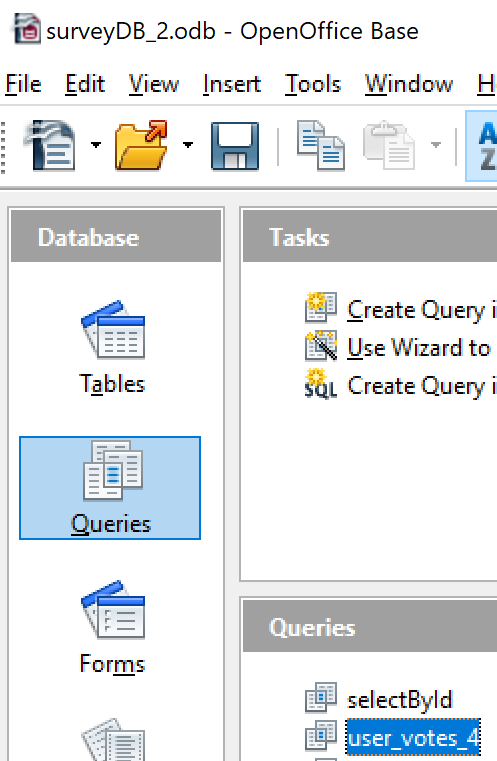 surveyDB_2.odb - OpenOffice Base
File Edit View Insert Tools Window H
A
Z
Database
Tasks
Tables
Queries
Forms
Create Query i
Use Wizard to
SQL Create Query i
Queries
selectById
user_votes_4